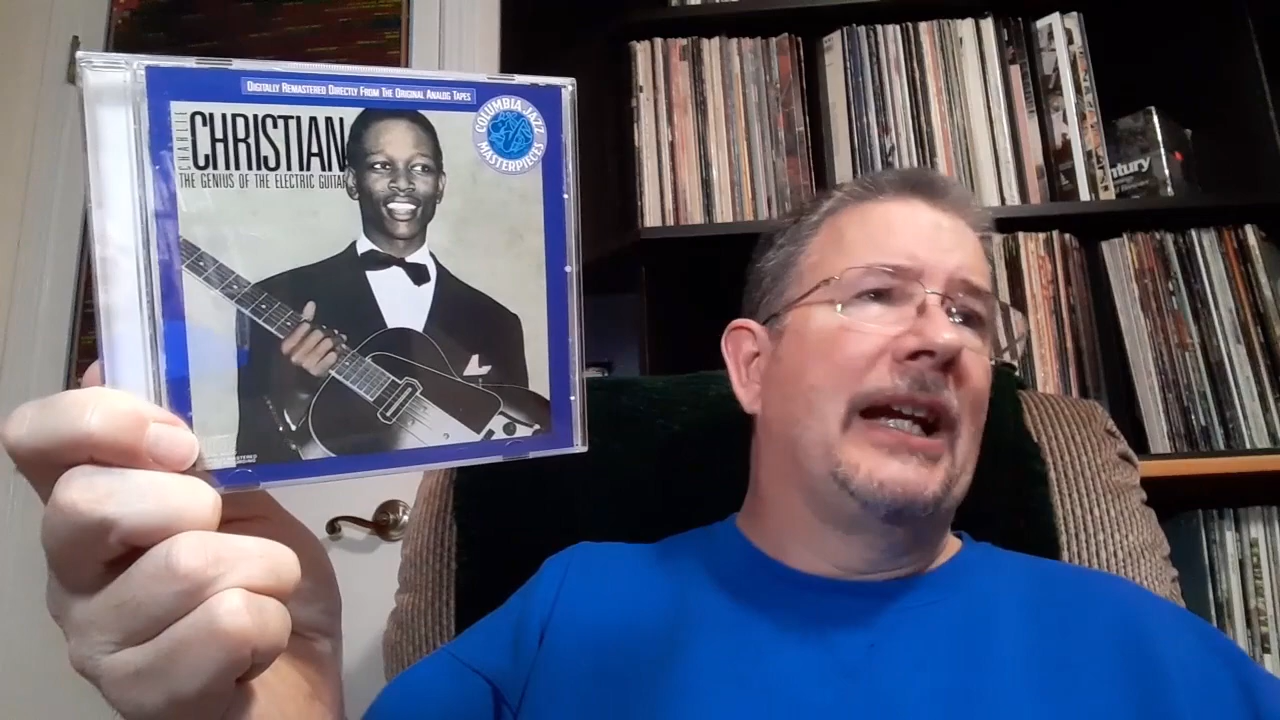 DIGITALLY REMASTERED DIRECTLY FROM THE ORIGINAL ANALOG TAPES
COLUMBIA JAZZ
MASTERPIECES
CHARLIE
CHRISTIAN
THE GENIUS OF THE ELECTRIC GUITAR
ntury